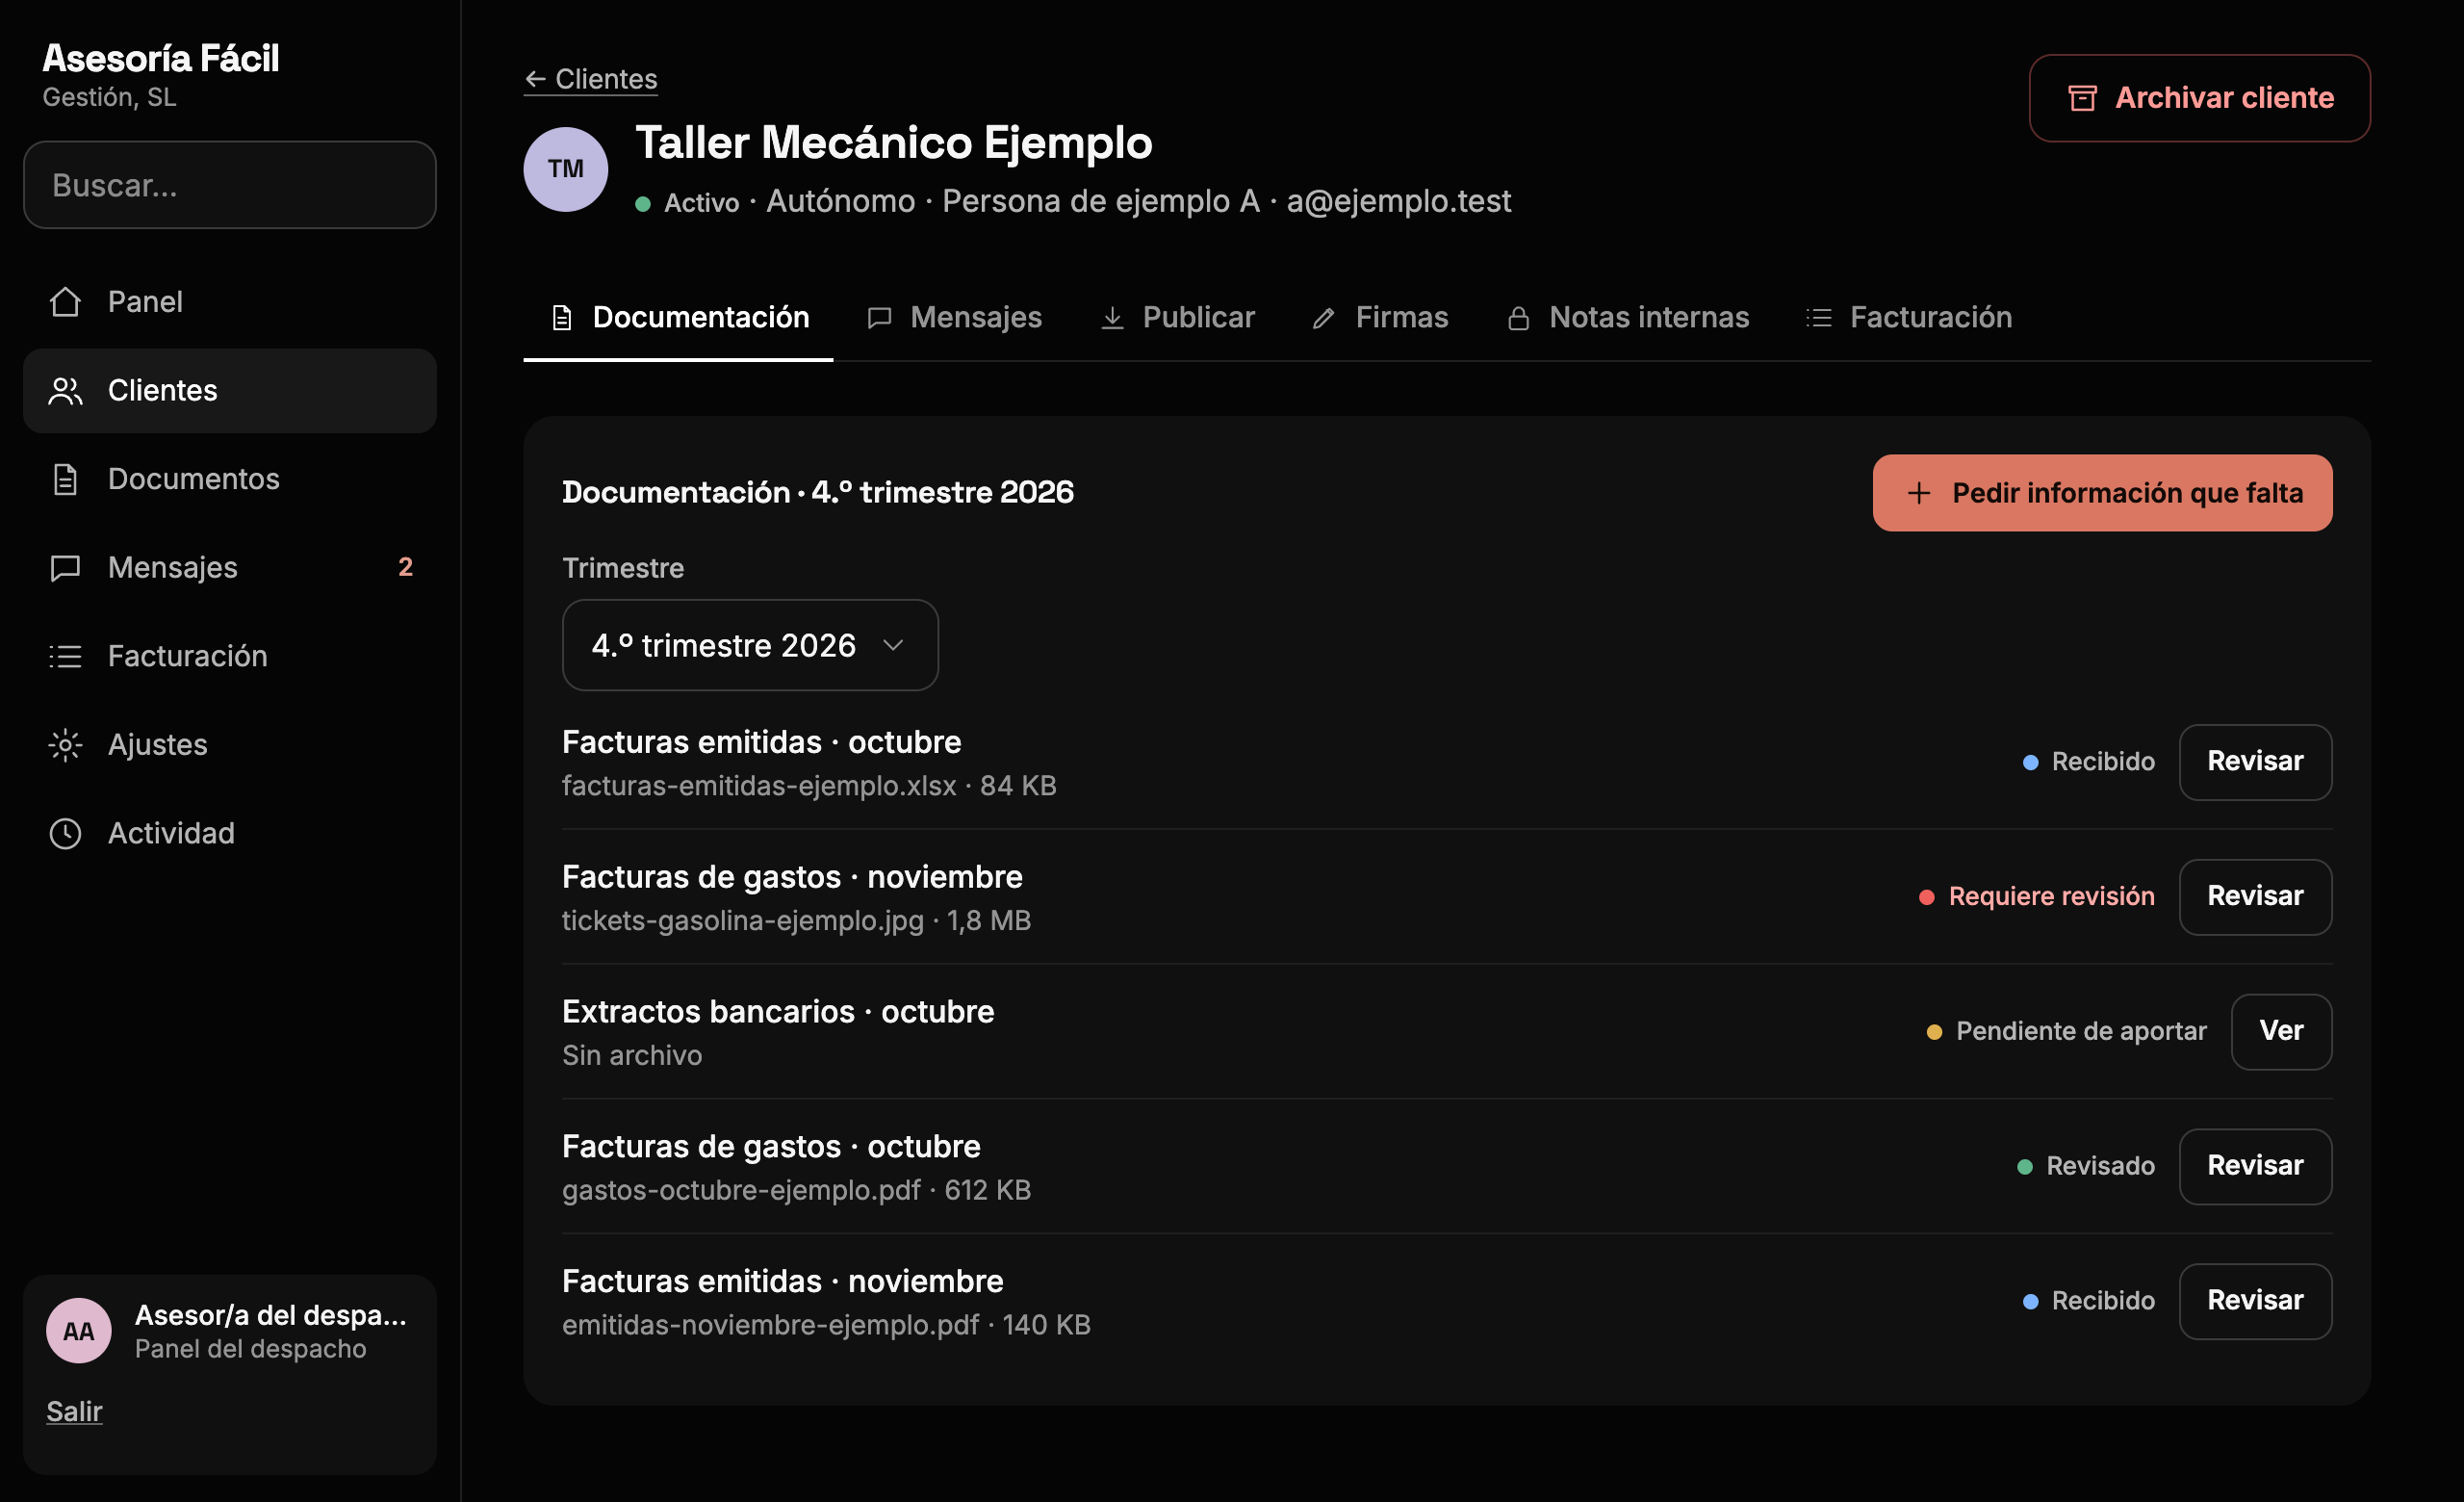 Asesoría Fácil
Gestión, SL
Buscar...
Panel
Clientes
Documentos
Mensajes 2
Facturación
Ajustes
Actividad
AA
Asesor/a del despa...
Panel del despacho
Salir
← Clientes
Archivar cliente
TM
Taller Mecánico Ejemplo
Activo · Autónomo · Persona de ejemplo A · a@ejemplo.test
Documentación Mensajes Publicar Firmas Notas internas Facturación
Documentación · 4.º trimestre 2026
+ Pedir información que falta
Trimestre
4.º trimestre 2026
Facturas emitidas · octubre
facturas-emitidas-ejemplo.xlsx · 84 KB
Recibido Revisar
Facturas de gastos · noviembre
tickets-gasolina-ejemplo.jpg · 1,8 MB
Requiere revisión Revisar
Extractos bancarios · octubre
Sin archivo
Pendiente de aportar Ver
Facturas de gastos · octubre
gastos-octubre-ejemplo.pdf · 612 KB
Revisado Revisar
Facturas emitidas · noviembre
emitidas-noviembre-ejemplo.pdf · 140 KB
Recibido Revisar